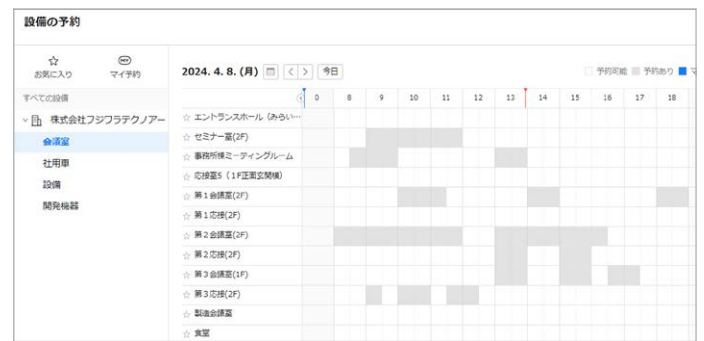 設備の予約
お気に入り マイ予約
2024. 4. 8. (月) < > 今日
予約可能 予約あり マ
すべての設備
0 8 9 10 11 12 13 14 15 16 17 18
株式会社フジフラテクノアー
会議室
社用車
設備
開発機器
エントランスホール (みらい…
セミナー室(2F)
事務所棟ミーティングルーム
応接室5 (1F正面玄関横)
第1会議室(2F)
第1応接(2F)
第2会議室(2F)
第2応接(2F)
第3会議室(1F)
第3応接(2F)
製造会議室
食堂